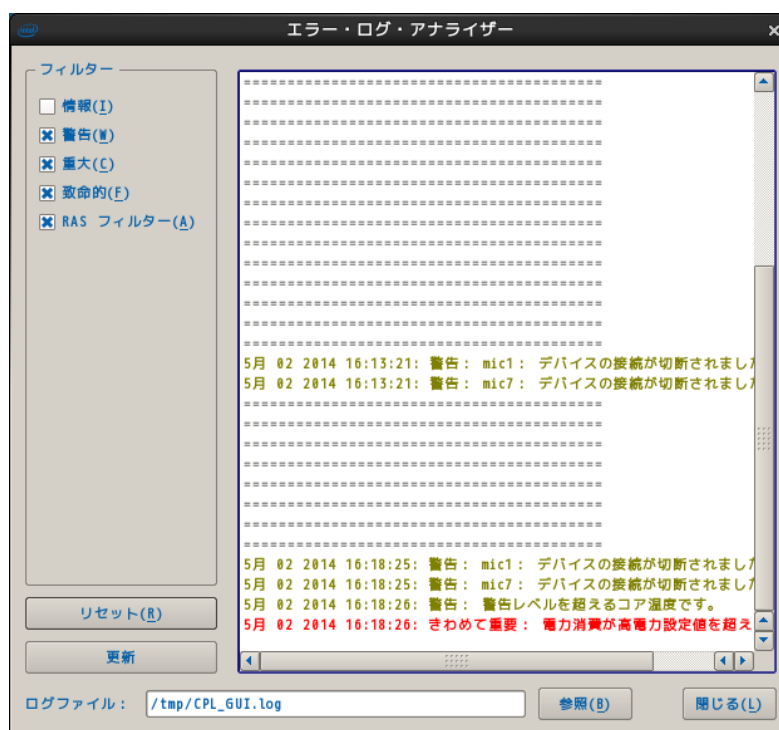 intel
エラー・ログ・アナライザー
フィルター
情報(I)
警告(W)
重大(C)
致命的(F)
RAS フィルター(A)
リセット(R)
更新
=========================================
=========================================
=========================================
=========================================
=========================================
=========================================
=========================================
=========================================
=========================================
=========================================
=========================================
=========================================
=========================================
=========================================
5月 02 2014 16:13:21: 警告: mic1: デバイスの接続が切断されました
5月 02 2014 16:13:21: 警告: mic7: デバイスの接続が切断されました
=========================================
=========================================
=========================================
=========================================
=========================================
=========================================
=========================================
=========================================
5月 02 2014 16:18:25: 警告: mic1: デバイスの接続が切断されました
5月 02 2014 16:18:25: 警告: mic7: デバイスの接続が切断されました
5月 02 2014 16:18:26: 警告: 警告レベルを超えるコア温度です。
5月 02 2014 16:18:26: きわめて重要: 電力消費が高電力設定値を超え
ログファイル: /tmp/CPL_GUI.log
参照(B)
閉じる(L)